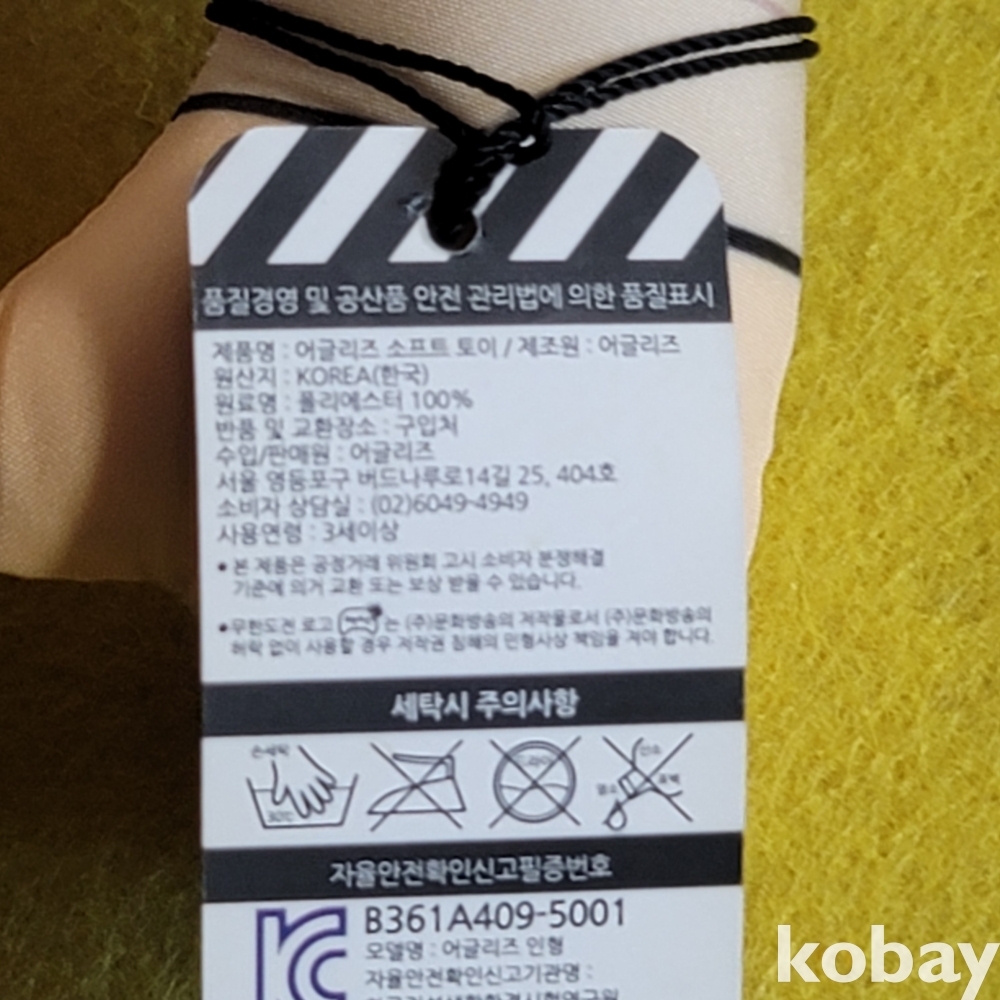 품질경영 및 공산품 안전 관리법에 의한 품질표시
제품명 : 어글리즈 소프트 토이 / 제조원 : 어글리즈
원산지 : KOREA(한국)
원료명 : 폴리에스터 100%
반품 및 교환장소 : 구입처
수입/판매원 : 어글리즈
서울 영등포구 버드나루로14길 25, 404호
소비자 상담실 : (02)6049-4949
사용연령 : 3세이상
• 본 제품은 공정거래 위원회 고시 소비자 분쟁해결
기준에 의거 교환 또는 보상 받을 수 있습니다.
• 무한도전 로고 는 (주)문화방송의 저작물로서 (주)문화방송의
허락 없이 사용할 경우 저작권 침해의 민형사상 책임을 져야 합니다.
세탁시 주의사항
손세탁
30℃
드라이
산소
염소
표백
자율안전확인신고필증번호
B361A409-5001
모델명 : 어글리즈 인형
자율안전확인신고기관명 :
kobay